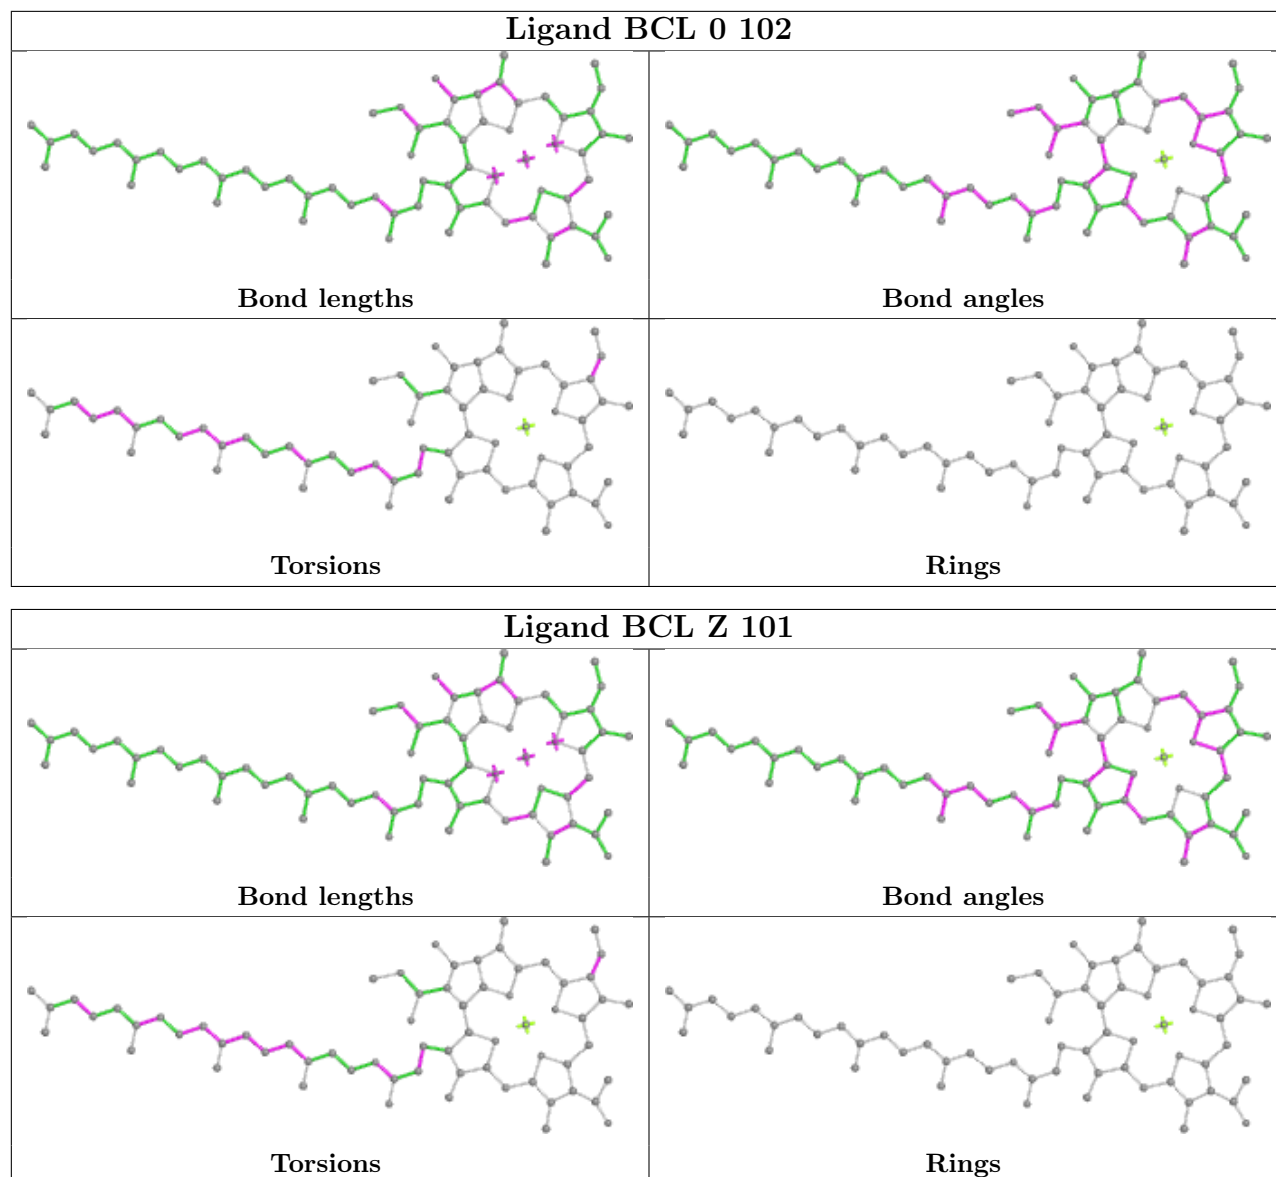 Ligand BCL 0 102
Bond lengths
Bond angles
Torsions
Rings
Ligand BCL Z 101
Bond lengths
Bond angles
Torsions
Rings